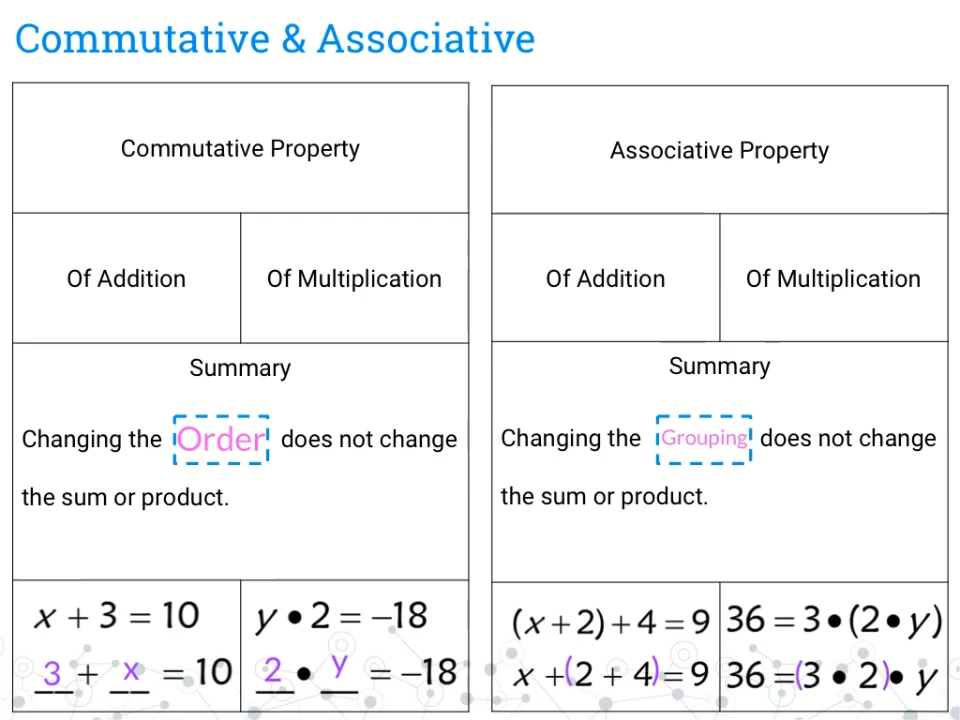 Commutative & Associative
Commutative Property
Of Addition
Of Multiplication
Summary
Changing the Order does not change
the sum or product.
x + 3 = 10
3 + x = 10
y • 2 = −18
2 • y = −18
Associative Property
Of Addition
Of Multiplication
Summary
Changing the Grouping does not change
the sum or product.
(x + 2) + 4 = 9
x + (2 + 4) = 9
36 = 3 • (2 • y)
36 = (3 • 2) • y